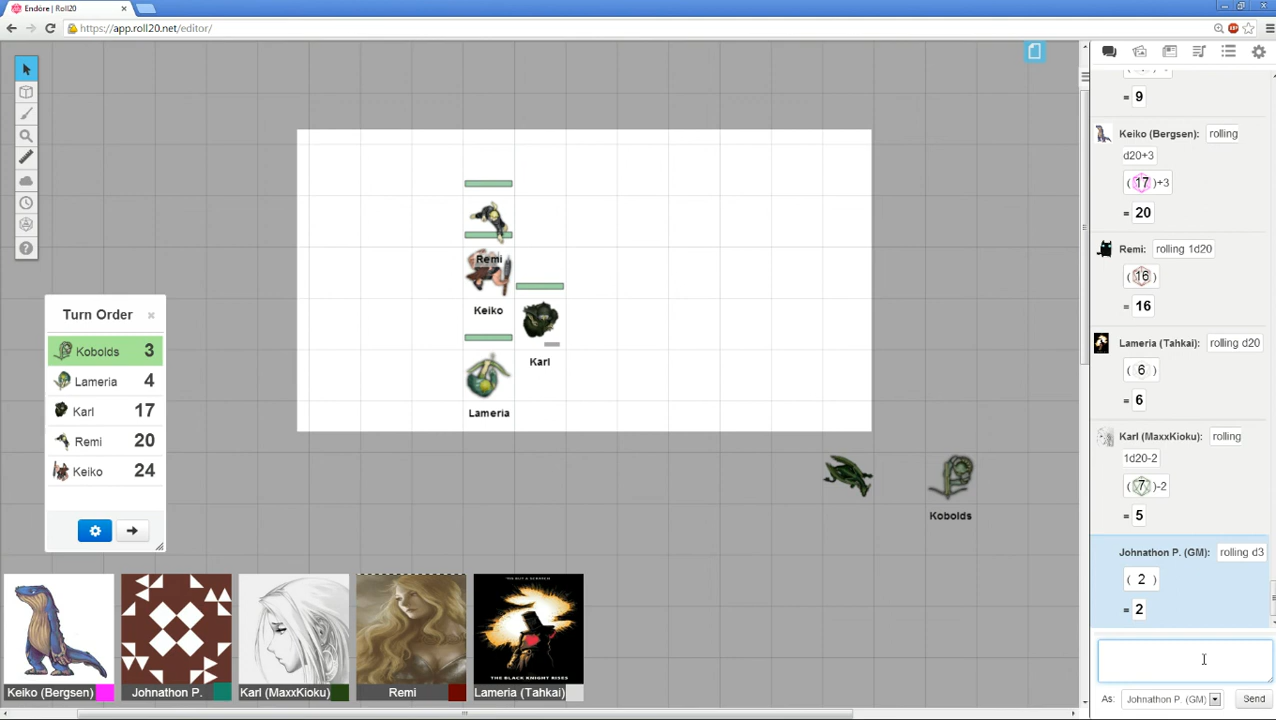 Endore | Roll20
https://app.roll20.net/editor/
= 9
Keiko (Bergsen): rolling
d20+3
(17)+3
= 20
Remi: rolling 1d20
(16)
= 16
Lameria (Tahkai): rolling d20
(6)
= 6
Karl (MaxxKioku): rolling
1d20-2
(7)-2
= 5
Johnathon P. (GM): rolling d3
(2)
= 2
As: Johnathon P. (GM) Send
Remi
Keiko
Karl
Lameria
Kobolds
Turn Order ×
Kobolds 3
Lameria 4
Karl 17
Remi 20
Keiko 24
THE BLACK KNIGHT RISES
Keiko (Bergsen) Johnathon P. Karl (MaxxKioku) Remi Lameria (Tahkai)